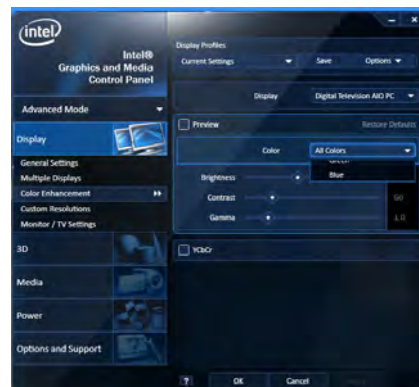 intel
Intel®
Graphics and Media
Control Panel
Advanced Mode
Display
General Settings
Multiple Displays
Color Enhancement
Custom Resolutions
Monitor / TV Settings
3D
Media
Power
Options and Support
Display Profiles
Current Settings
Save
Options
Display
Digital Television AIO PC
Preview
Restore Defaults
Color
All Colors
Green
Blue
Brightness
Contrast
50
Gamma
1.0
YCbCr
?
OK
Cancel